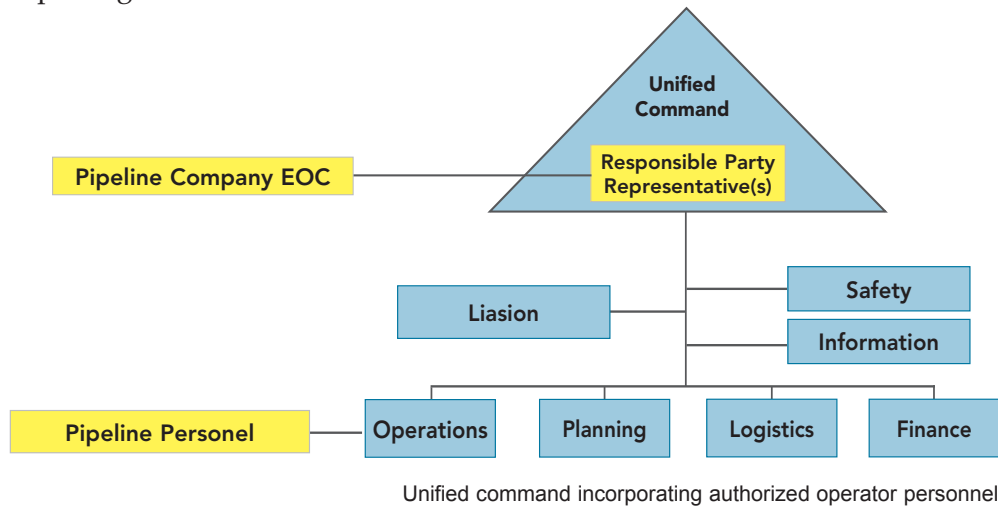 Unified
Command
Responsible Party
Representative(s)
Pipeline Company EOC
Safety
Liasion
Information
Pipeline Personel
Operations
Planning
Logistics
Finance
Unified command incorporating authorized operator personnel